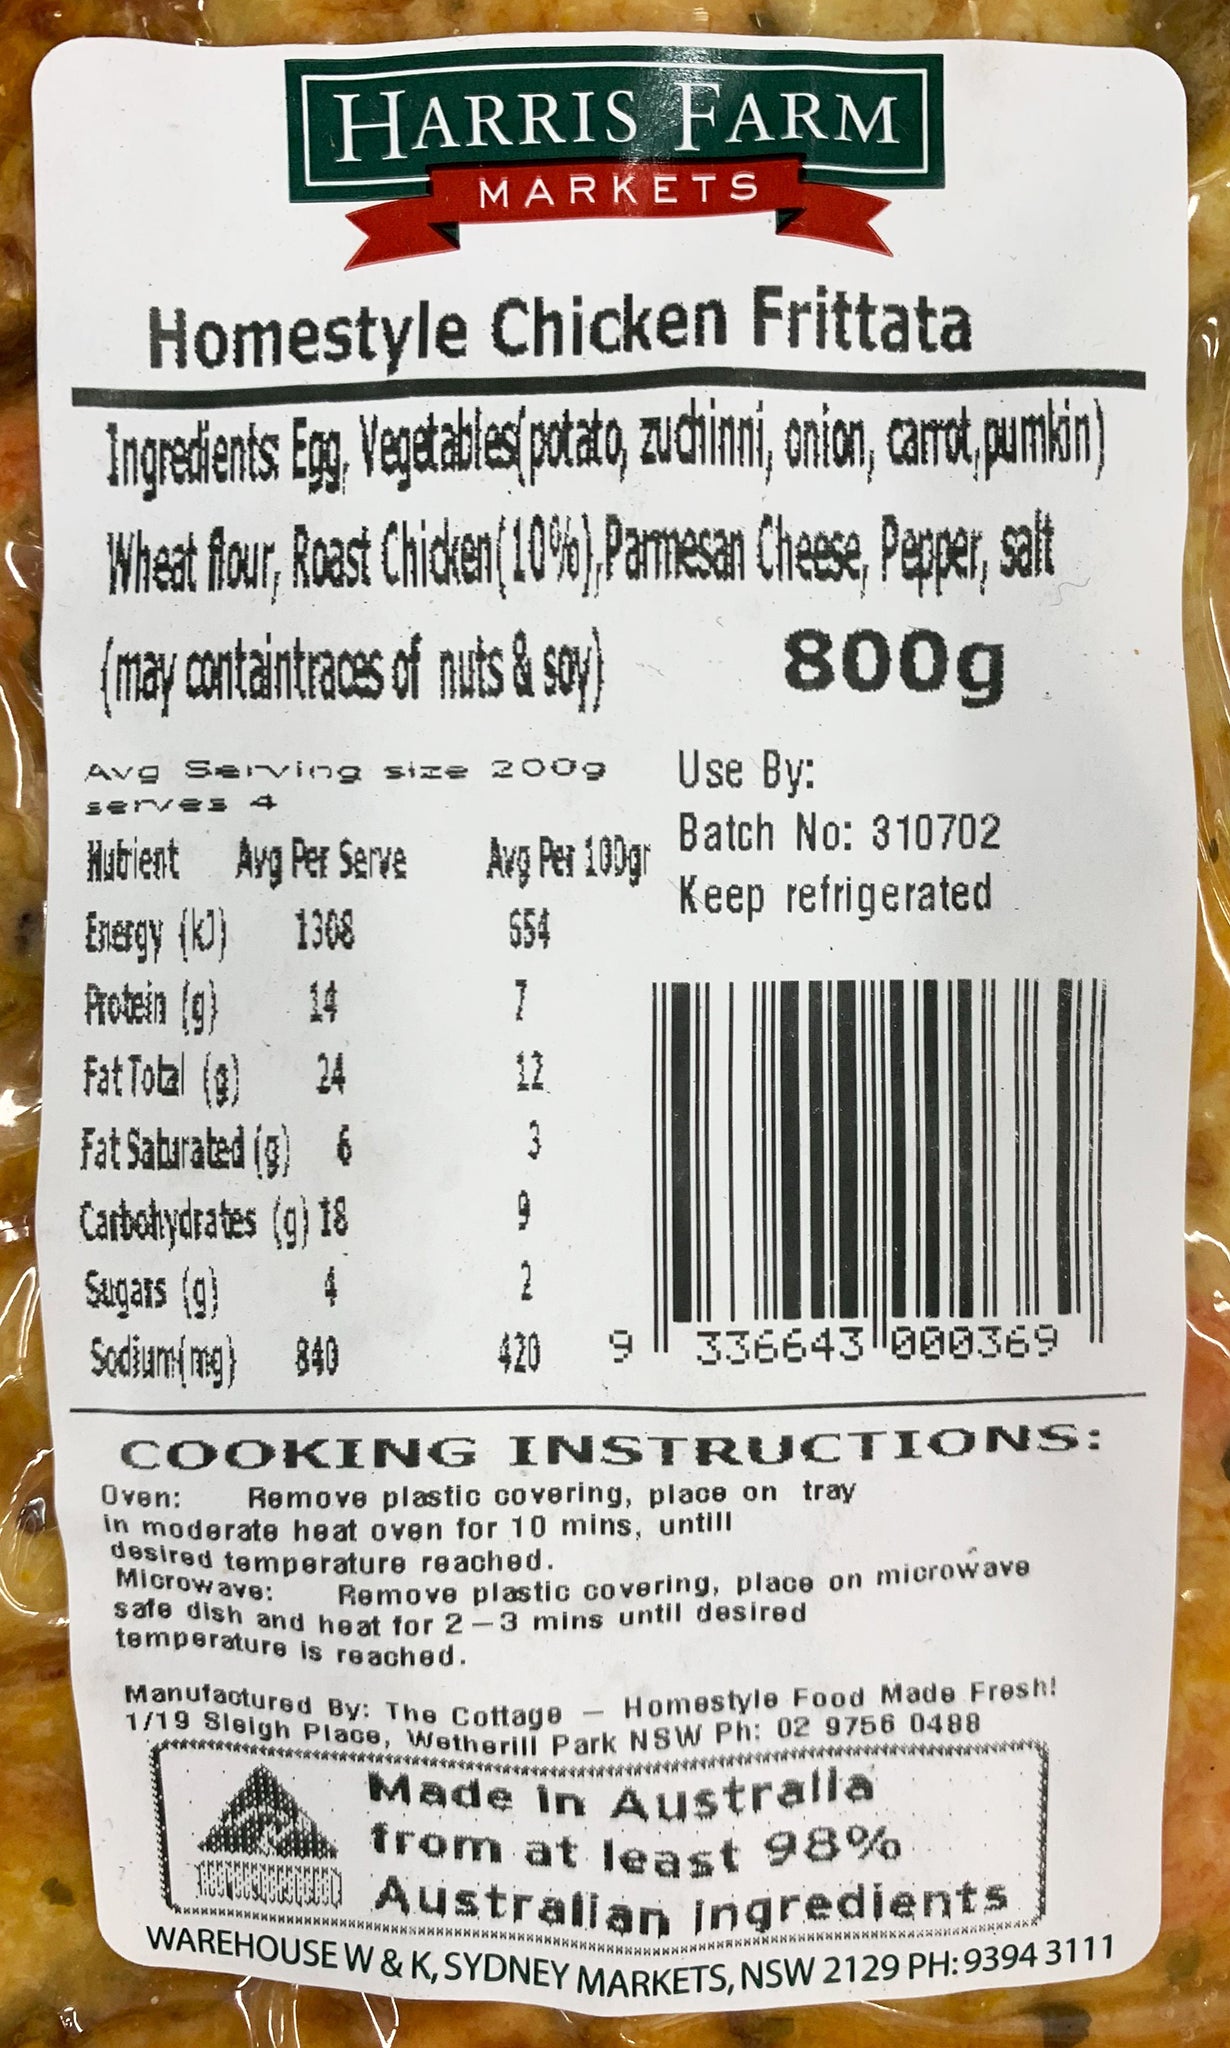 HARRIS FARM
MARKETS
Homestyle Chicken Frittata
Ingredients: Egg, Vegetables(potato, zuchinni, onion, carrot,pumkin)
Wheat flour, Roast Chicken(10%),Parmesan Cheese, Pepper, salt
(may containtraces of nuts & soy)
800g
Avg Serving size 200g
serves 4
Nutrient Avg Per Serve Avg Per 100gr
Energy (kJ) 1308 654
Protein (g) 14 7
Fat Total (g) 24 12
Fat Saturated (g) 6 3
Carbohydrates (g) 18 9
Sugars (g) 4 2
Sodium(mg) 840 420
Use By:
Batch No: 310702
Keep refrigerated
9 336643 000369
COOKING INSTRUCTIONS:
Oven: Remove plastic covering, place on tray
in moderate heat oven for 10 mins, untill
desired temperature reached.
Microwave: Remove plastic covering, place on microwave
safe dish and heat for 2-3 mins until desired
temperature is reached.
Manufactured By: The Cottage - Homestyle Food Made Fresh!
1/19 Sleigh Place, Wetherill Park NSW Ph: 02 9756 0488
Made in Australia
from at least 98%
Australian ingredients
WAREHOUSE W & K, SYDNEY MARKETS, NSW 2129 PH: 9394 3111